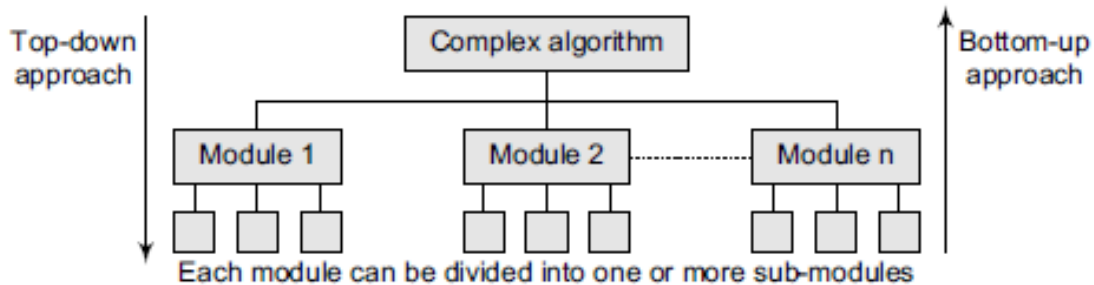 Top-down
approach
Complex algorithm
Bottom-up
approach
Module 1
Module 2
Module n
Each module can be divided into one or more sub-modules